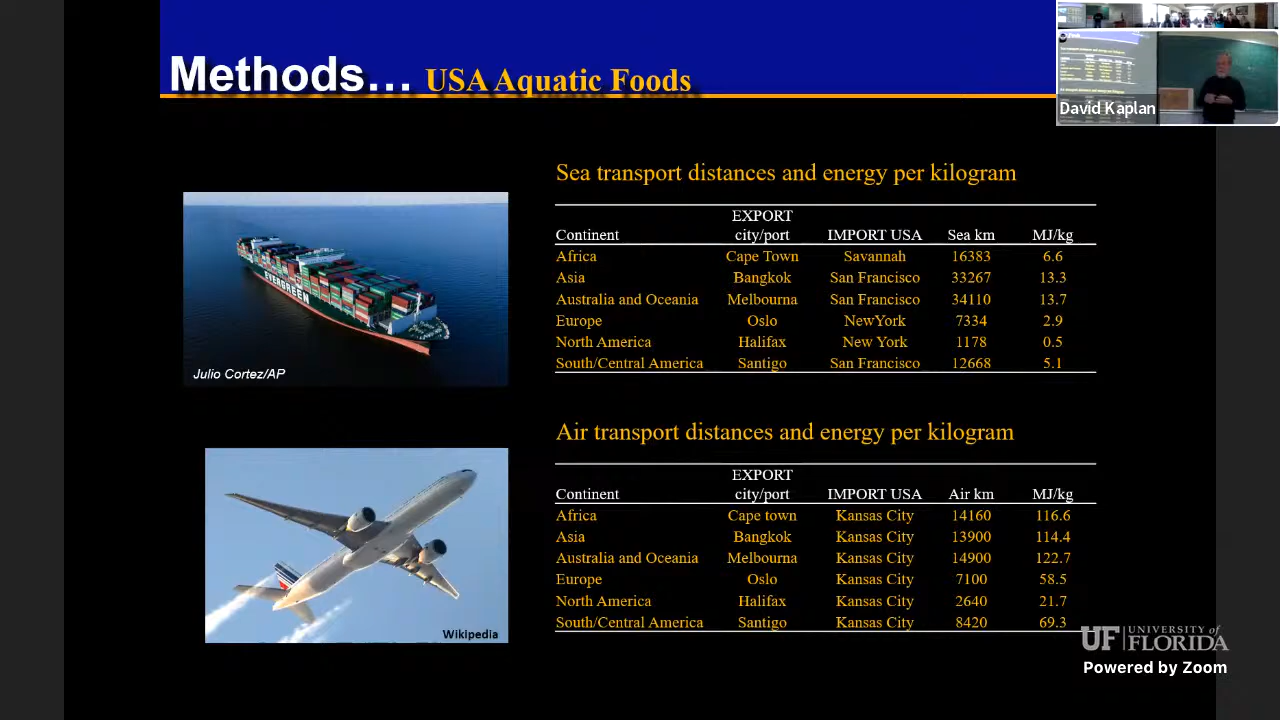 Methods... USA Aquatic Foods
David Kaplan
Sea transport distances and energy per kilogram
Continent EXPORT city/port IMPORT USA Sea km MJ/kg
Africa Cape Town Savannah 16383 6.6
Asia Bangkok San Francisco 33267 13.3
Australia and Oceania Melbourna San Francisco 34110 13.7
Europe Oslo NewYork 7334 2.9
North America Halifax New York 1178 0.5
South/Central America Santigo San Francisco 12668 5.1
EVERGREEN
Julio Cortez/AP
Air transport distances and energy per kilogram
Continent EXPORT city/port IMPORT USA Air km MJ/kg
Africa Cape town Kansas City 14160 116.6
Asia Bangkok Kansas City 13900 114.4
Australia and Oceania Melbourna Kansas City 14900 122.7
Europe Oslo Kansas City 7100 58.5
North America Halifax Kansas City 2640 21.7
South/Central America Santigo Kansas City 8420 69.3
Wikipedia
UF UNIVERSITY of FLORIDA
Powered by Zoom